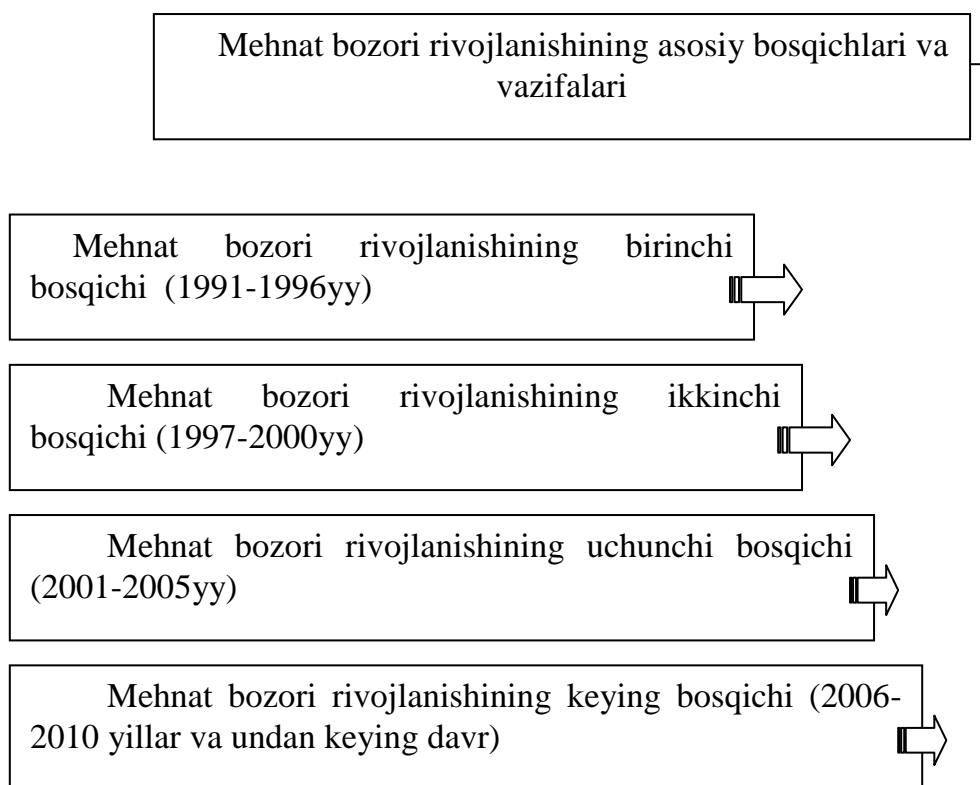 Mehnat bozori rivojlanishining asosiy bosqichlari va
vazifalari
Mehnat bozori rivojlanishining birinchi
bosqichi (1991-1996yy)
Mehnat bozori rivojlanishining ikkinchi
bosqichi (1997-2000yy)
Mehnat bozori rivojlanishining uchunchi bosqichi
(2001-2005yy)
Mehnat bozori rivojlanishining keying bosqichi (2006-
2010 yillar va undan keying davr)